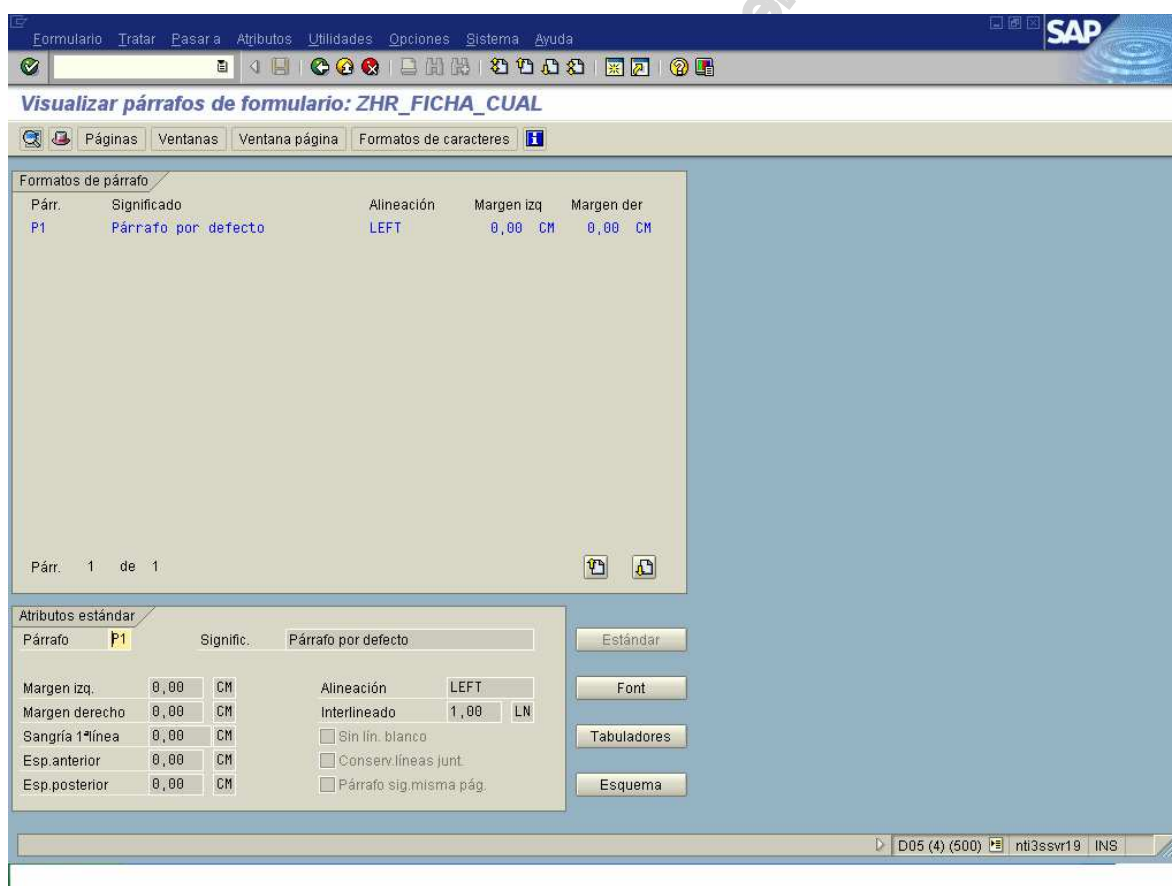 Formulario Tratar Pasar a Atributos Utilidades Opciones Sistema Ayuda
SAP
Visualizar párrafos de formulario: ZHR_FICHA_CUAL
Páginas Ventanas Ventana página Formatos de caracteres
Formatos de párrafo
Párr. Significado Alineación Margen izq Margen der
P1 Párrafo por defecto LEFT 0,00 CM 0,00 CM
Párr. 1 de 1
Atributos estándar
Párrafo P1 Signific. Párrafo por defecto Estándar
Margen izq. 0,00 CM Alineación LEFT Font
Margen derecho 0,00 CM Interlineado 1,00 LN
Sangría 1ªlínea 0,00 CM Sin lín. blanco Tabuladores
Esp.anterior 0,00 CM Conserv.líneas junt.
Esp.posterior 0,00 CM Párrafo sig.misma pág. Esquema
D05 (4) (500) nti3ssvr19 INS